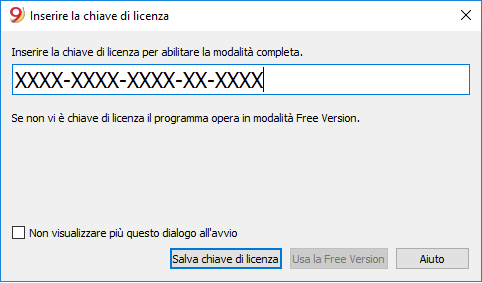 9 Inserire la chiave di licenza
Inserire la chiave di licenza per abilitare la modalità completa.
XXXX-XXXX-XXXX-XX-XXXX
Se non vi è chiave di licenza il programma opera in modalità Free Version.
Non visualizzare più questo dialogo all'avvio
Salva chiave di licenza Usa la Free Version Aiuto